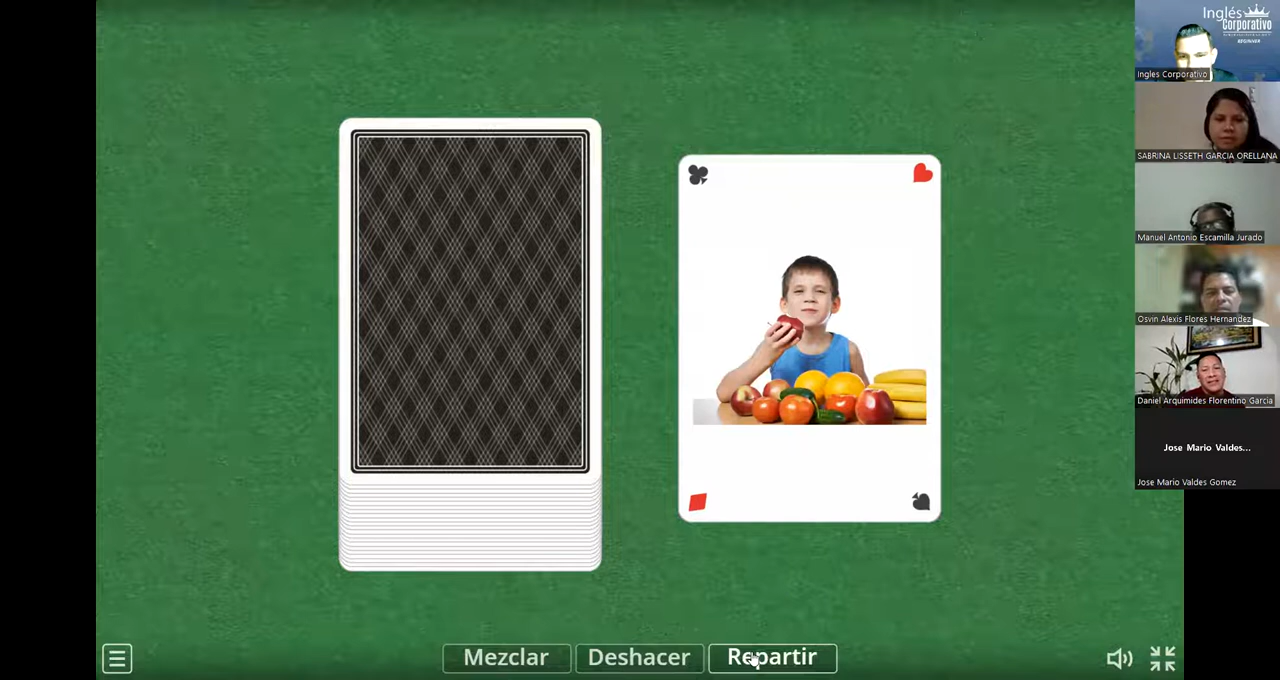 Inglés
Corporativo
BEGINNER
Ingles Corporativo
SABRINA LISSETH GARCIA ORELLANA
Manuel Antonio Escamilla Jurado
Osvin Alexis Flores Hernandez
Daniel Arquimides Florentino Garcia
Jose Mario Valdes...
Jose Mario Valdes Gomez
Mezclar
Deshacer
Repartir